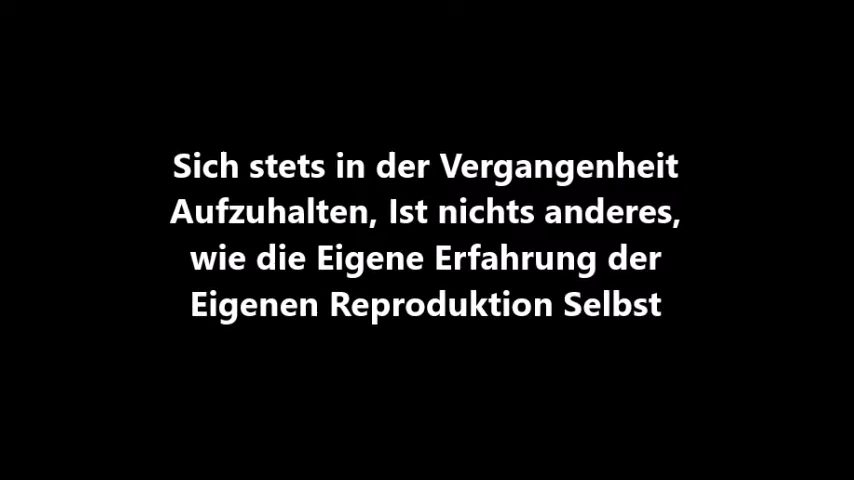 Sich stets in der Vergangenheit
Aufzuhalten, Ist nichts anderes,
wie die Eigene Erfahrung der
Eigenen Reproduktion Selbst